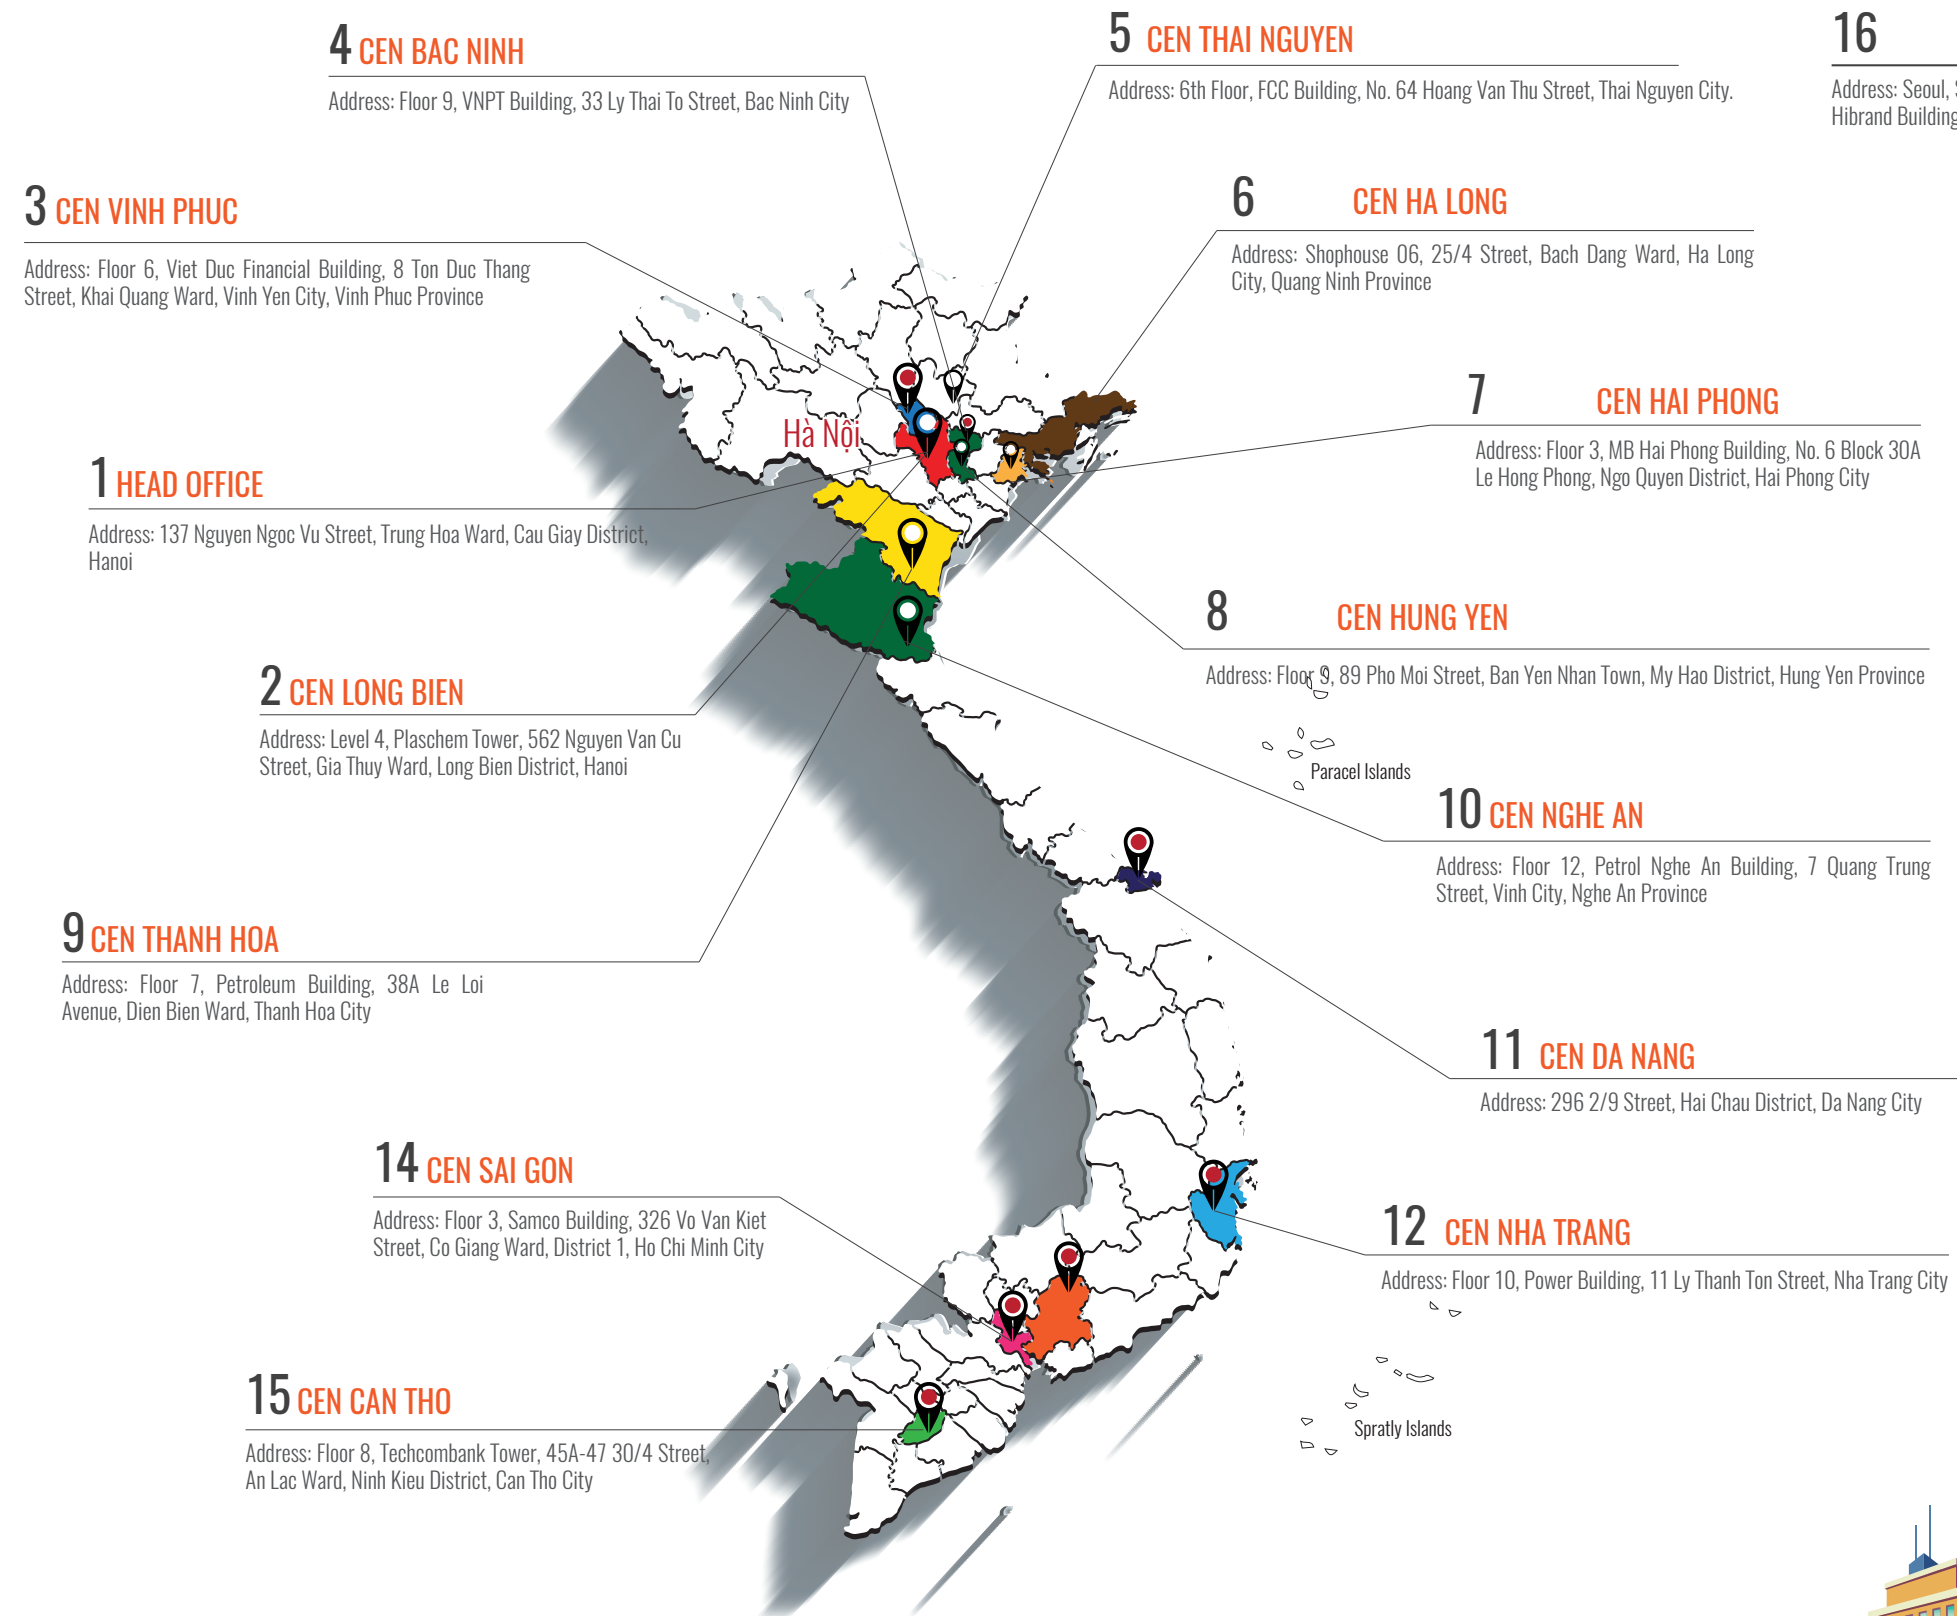 4 CEN BAC NINH
Address: Floor 9, VNPT Building, 33 Ly Thai To Street, Bac Ninh City
5 CEN THAI NGUYEN
Address: 6th Floor, FCC Building, No. 64 Hoang Van Thu Street, Thai Nguyen City.
16
Address: Seoul,
Hibrand Building
3 CEN VINH PHUC
Address: Floor 6, Viet Duc Financial Building, 8 Ton Duc Thang
Street, Khai Quang Ward, Vinh Yen City, Vinh Phuc Province
6 CEN HA LONG
Address: Shophouse 06, 25/4 Street, Bach Dang Ward, Ha Long
City, Quang Ninh Province
7 CEN HAI PHONG
Address: Floor 3, MB Hai Phong Building, No. 6 Block 30A
Le Hong Phong, Ngo Quyen District, Hai Phong City
Hà Nội
1 HEAD OFFICE
Address: 137 Nguyen Ngoc Vu Street, Trung Hoa Ward, Cau Giay District,
Hanoi
8 CEN HUNG YEN
Address: Floor 9, 89 Pho Moi Street, Ban Yen Nhan Town, My Hao District, Hung Yen Province
2 CEN LONG BIEN
Address: Level 4, Plaschem Tower, 562 Nguyen Van Cu
Street, Gia Thuy Ward, Long Bien District, Hanoi
Paracel Islands
10 CEN NGHE AN
Address: Floor 12, Petrol Nghe An Building, 7 Quang Trung
Street, Vinh City, Nghe An Province
9 CEN THANH HOA
Address: Floor 7, Petroleum Building, 38A Le Loi
Avenue, Dien Bien Ward, Thanh Hoa City
11 CEN DA NANG
Address: 296 2/9 Street, Hai Chau District, Da Nang City
14 CEN SAI GON
Address: Floor 3, Samco Building, 326 Vo Van Kiet
Street, Co Giang Ward, District 1, Ho Chi Minh City
12 CEN NHA TRANG
Address: Floor 10, Power Building, 11 Ly Thanh Ton Street, Nha Trang City
15 CEN CAN THO
Address: Floor 8, Techcombank Tower, 45A-47 30/4 Street,
An Lac Ward, Ninh Kieu District, Can Tho City
Spratly Islands